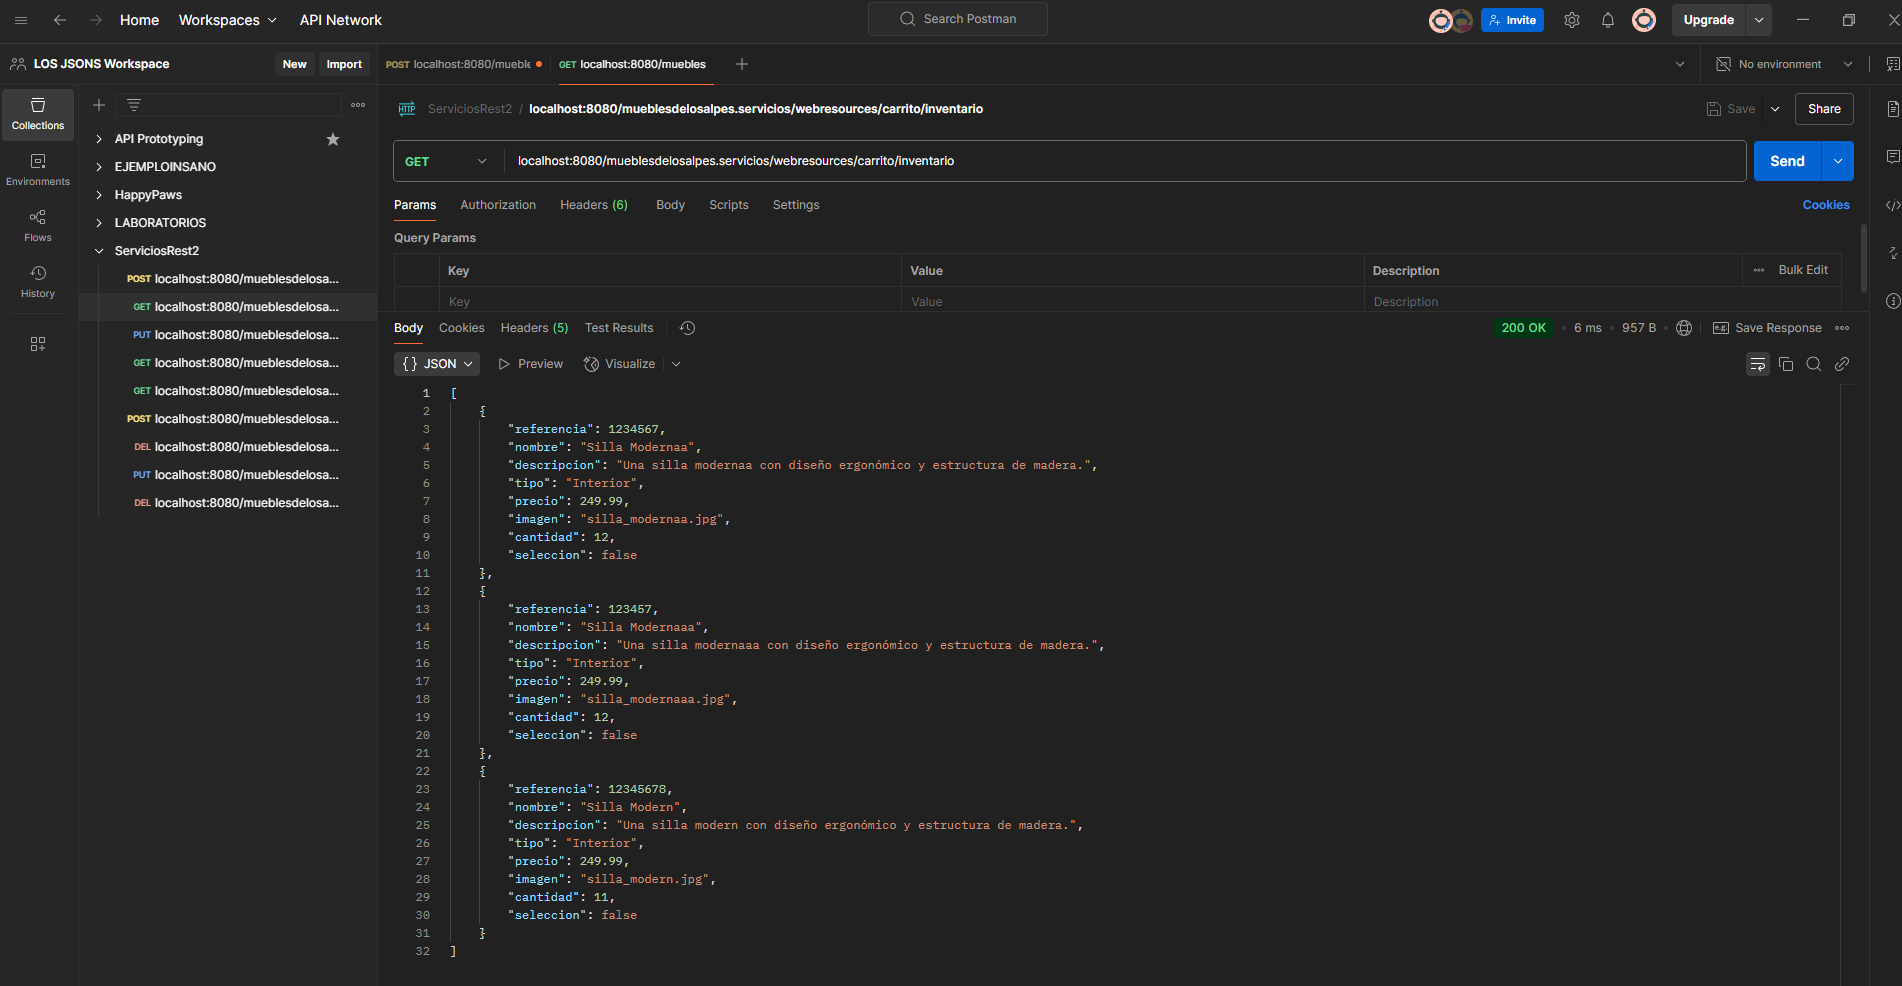 Home Workspaces API Network Search Postman Invite Upgrade
LOS JSONS Workspace New Import POST localhost:8080/mueble GET localhost:8080/muebles No environment
Collections
Environments
Flows
History
API Prototyping
EJEMPLOINSANO
HappyPaws
LABORATORIOS
ServiciosRest2
POST localhost:8080/mueblesdelosa...
GET localhost:8080/mueblesdelosa...
PUT localhost:8080/mueblesdelosa...
GET localhost:8080/mueblesdelosa...
GET localhost:8080/mueblesdelosa...
POST localhost:8080/mueblesdelosa...
DEL localhost:8080/mueblesdelosa...
PUT localhost:8080/mueblesdelosa...
DEL localhost:8080/mueblesdelosa...
HTTP ServiciosRest2 / localhost:8080/mueblesdelosalpes.servicios/webresources/carrito/inventario Save Share
GET localhost:8080/mueblesdelosalpes.servicios/webresources/carrito/inventario Send
Params Authorization Headers (6) Body Scripts Settings Cookies
Query Params
Key Value Description Bulk Edit
Key Value Description
Body Cookies Headers (5) Test Results 200 OK • 6 ms • 957 B • e.g. Save Response
{} JSON Preview Visualize
1 [
2 {
3 "referencia": 1234567,
4 "nombre": "Silla Modernaa",
5 "descripcion": "Una silla modernaa con diseño ergonómico y estructura de madera.",
6 "tipo": "Interior",
7 "precio": 249.99,
8 "imagen": "silla_modernaa.jpg",
9 "cantidad": 12,
10 "seleccion": false
11 },
12 {
13 "referencia": 123457,
14 "nombre": "Silla Modernaaa",
15 "descripcion": "Una silla modernaaa con diseño ergonómico y estructura de madera.",
16 "tipo": "Interior",
17 "precio": 249.99,
18 "imagen": "silla_modernaaa.jpg",
19 "cantidad": 12,
20 "seleccion": false
21 },
22 {
23 "referencia": 12345678,
24 "nombre": "Silla Modern",
25 "descripcion": "Una silla modern con diseño ergonómico y estructura de madera.",
26 "tipo": "Interior",
27 "precio": 249.99,
28 "imagen": "silla_modern.jpg",
29 "cantidad": 11,
30 "seleccion": false
31 }
32 ]